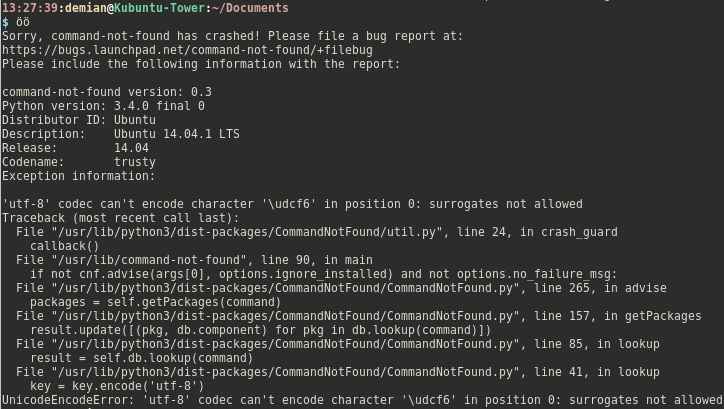 13:27:39:demian@Kubuntu-Tower:~/Documents
$ öö
Sorry, command-not-found has crashed! Please file a bug report at:
https://bugs.launchpad.net/command-not-found/+filebug
Please include the following information with the report:

command-not-found version: 0.3
Python version: 3.4.0 final 0
Distributor ID: Ubuntu
Description:    Ubuntu 14.04.1 LTS
Release:        14.04
Codename:       trusty
Exception information:

'utf-8' codec can't encode character '\udcf6' in position 0: surrogates not allowed
Traceback (most recent call last):
  File "/usr/lib/python3/dist-packages/CommandNotFound/util.py", line 24, in crash_guard
    callback()
  File "/usr/lib/command-not-found", line 90, in main
    if not cnf.advise(args[0], options.ignore_installed) and not options.no_failure_msg:
  File "/usr/lib/python3/dist-packages/CommandNotFound/CommandNotFound.py", line 265, in advise
    packages = self.getPackages(command)
  File "/usr/lib/python3/dist-packages/CommandNotFound/CommandNotFound.py", line 157, in getPackages
    result.update([(pkg, db.component) for pkg in db.lookup(command)])
  File "/usr/lib/python3/dist-packages/CommandNotFound/CommandNotFound.py", line 85, in lookup
    result = self.db.lookup(command)
  File "/usr/lib/python3/dist-packages/CommandNotFound/CommandNotFound.py", line 41, in lookup
    key = key.encode('utf-8')
UnicodeEncodeError: 'utf-8' codec can't encode character '\udcf6' in position 0: surrogates not allowed